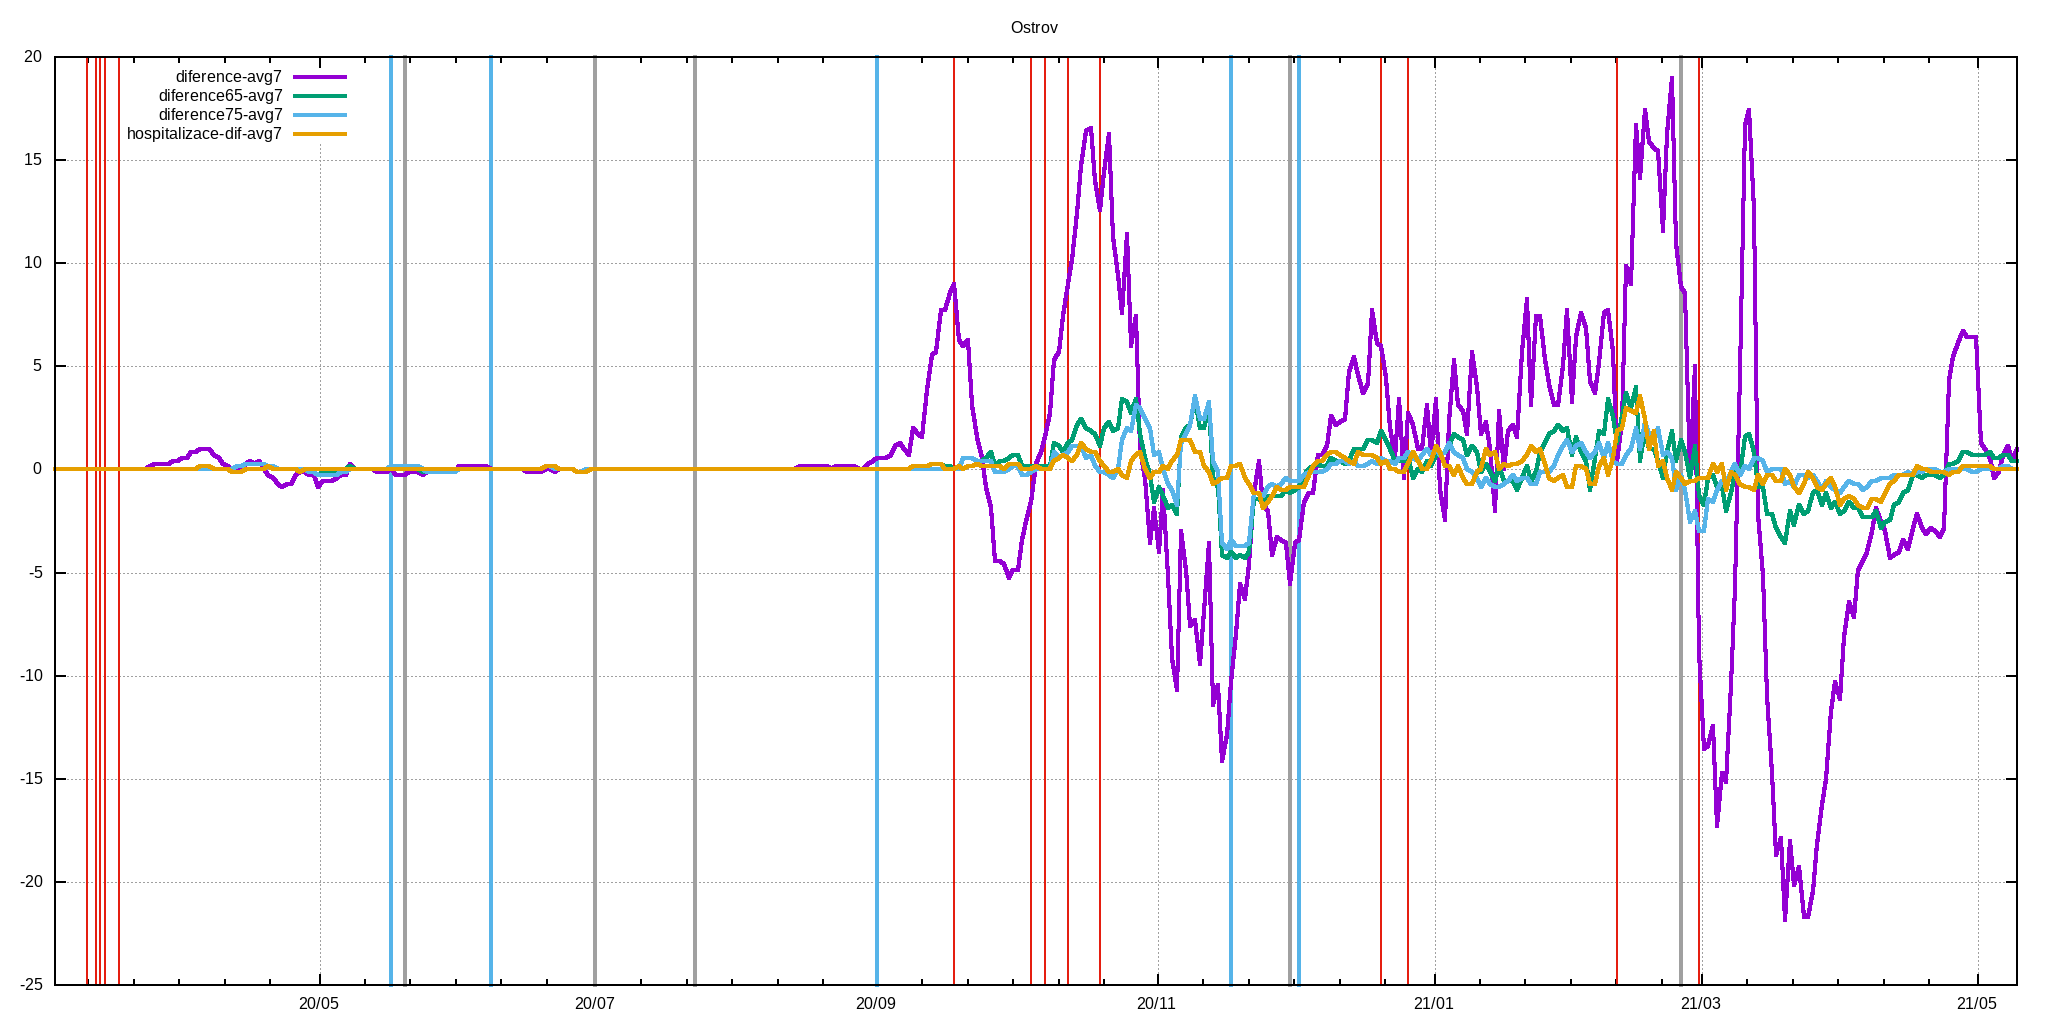 Ostrov
diference-avg7
diference65-avg7
diference75-avg7
hospitalizace-dif-avg7
20
15
10
5
0
-5
-10
-15
-20
-25
20/05 20/07 20/09 20/11 21/01 21/03 21/05